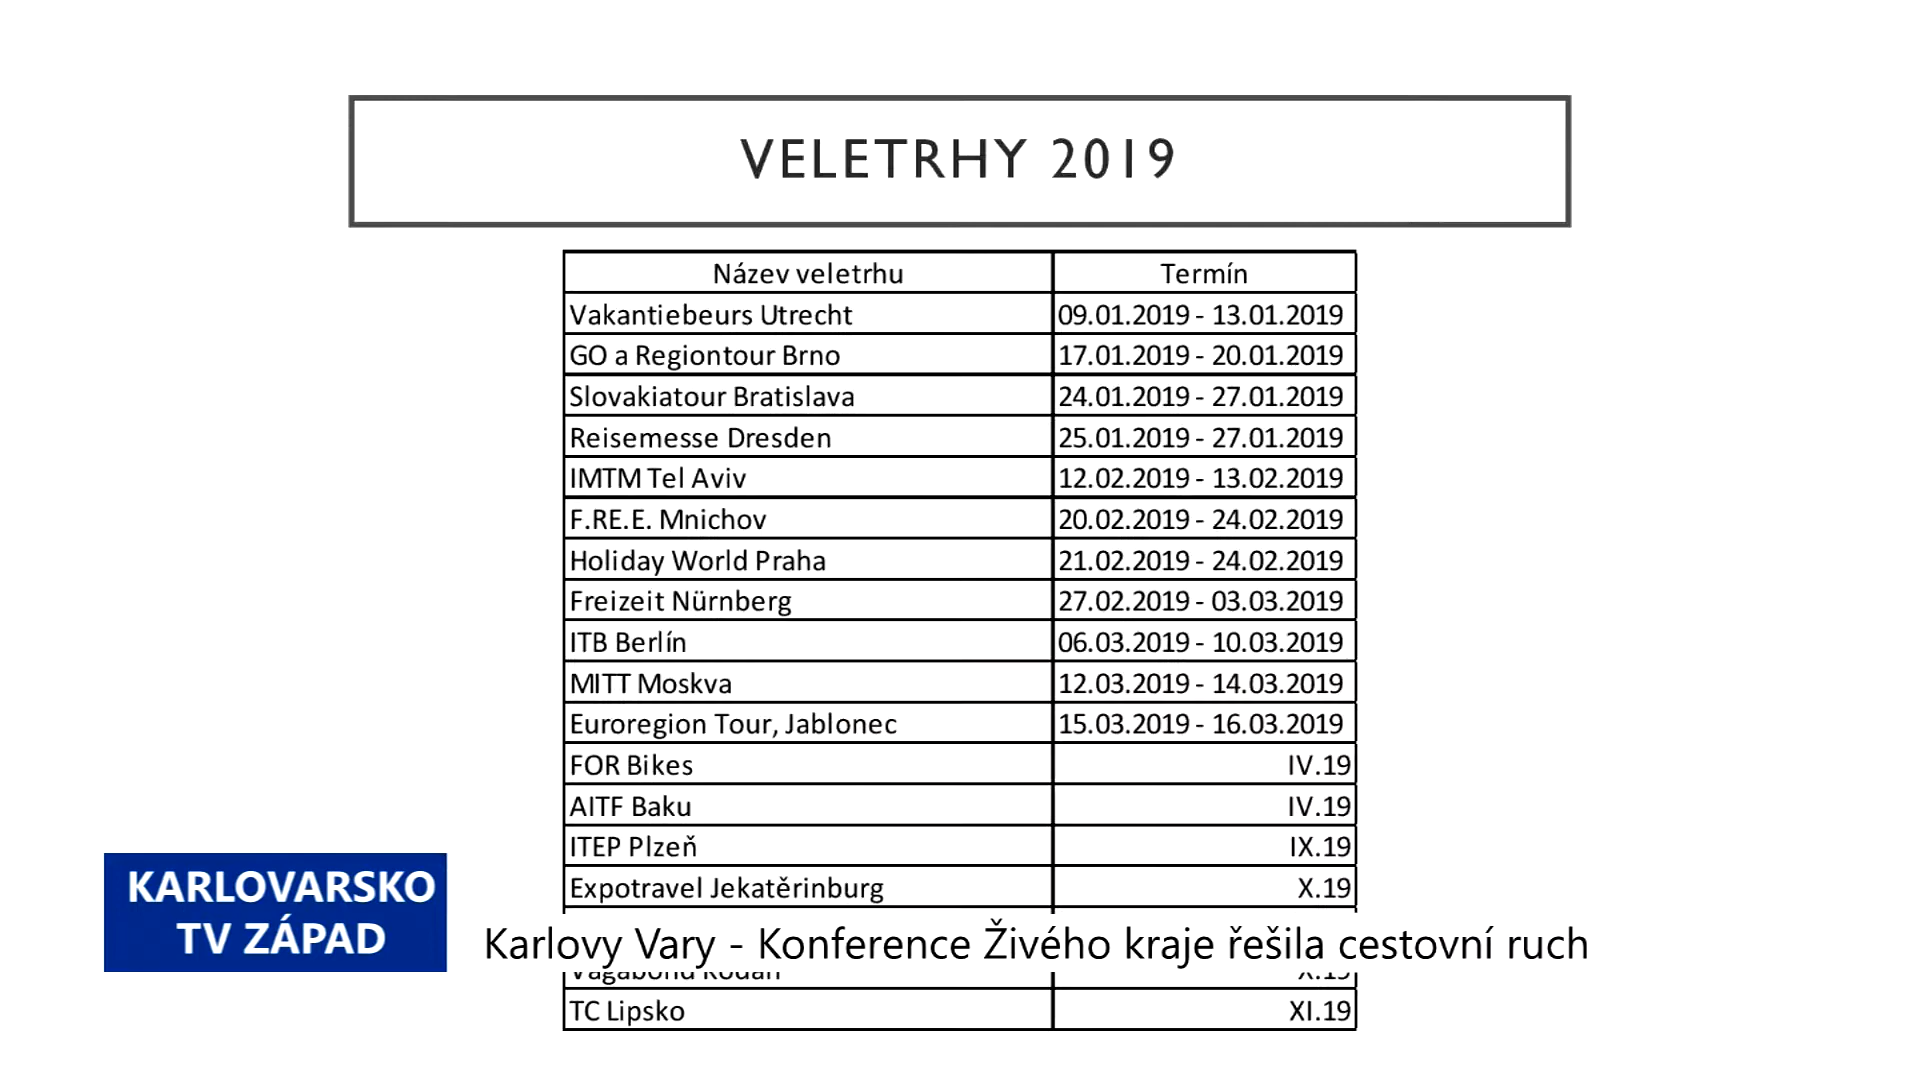 VELETRHY 2019
Název veletrhu Termín
Vakantiebeurs Utrecht 09.01.2019 - 13.01.2019
GO a Regiontour Brno 17.01.2019 - 20.01.2019
Slovakiatour Bratislava 24.01.2019 - 27.01.2019
Reisemesse Dresden 25.01.2019 - 27.01.2019
IMTM Tel Aviv 12.02.2019 - 13.02.2019
F.RE.E. Mnichov 20.02.2019 - 24.02.2019
Holiday World Praha 21.02.2019 - 24.02.2019
Freizeit Nürnberg 27.02.2019 - 03.03.2019
ITB Berlín 06.03.2019 - 10.03.2019
MITT Moskva 12.03.2019 - 14.03.2019
Euroregion Tour, Jablonec 15.03.2019 - 16.03.2019
FOR Bikes IV.19
AITF Baku IV.19
ITEP Plzeň IX.19
Expotravel Jekatěrinburg X.19
TC Lipsko XI.19
KARLOVARSKO
TV ZÁPAD
Karlovy Vary - Konference Živého kraje řešila cestovní ruch